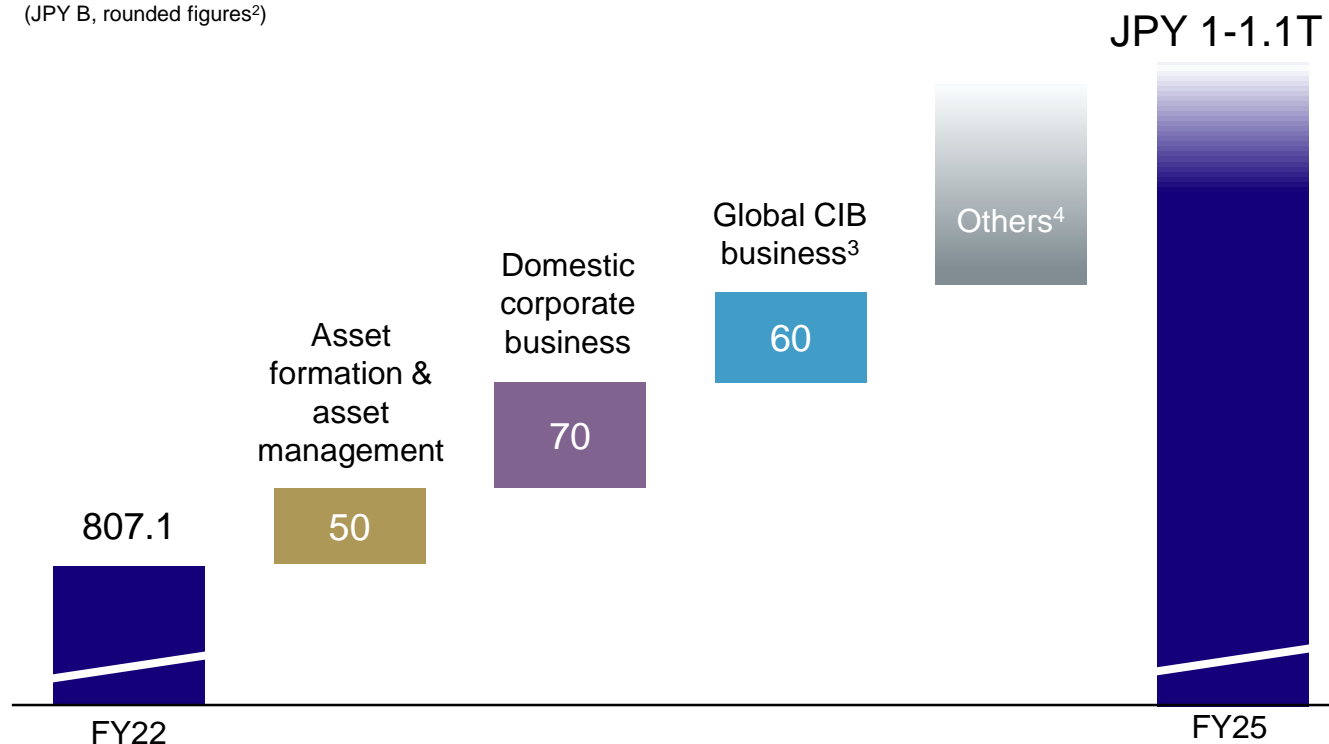 (JPY B, rounded figures²)
JPY 1-1.1T
Others⁴
Global CIB
business³
60
Domestic
corporate
business
70
Asset
formation &
asset
management
50
807.1
FY22
FY25